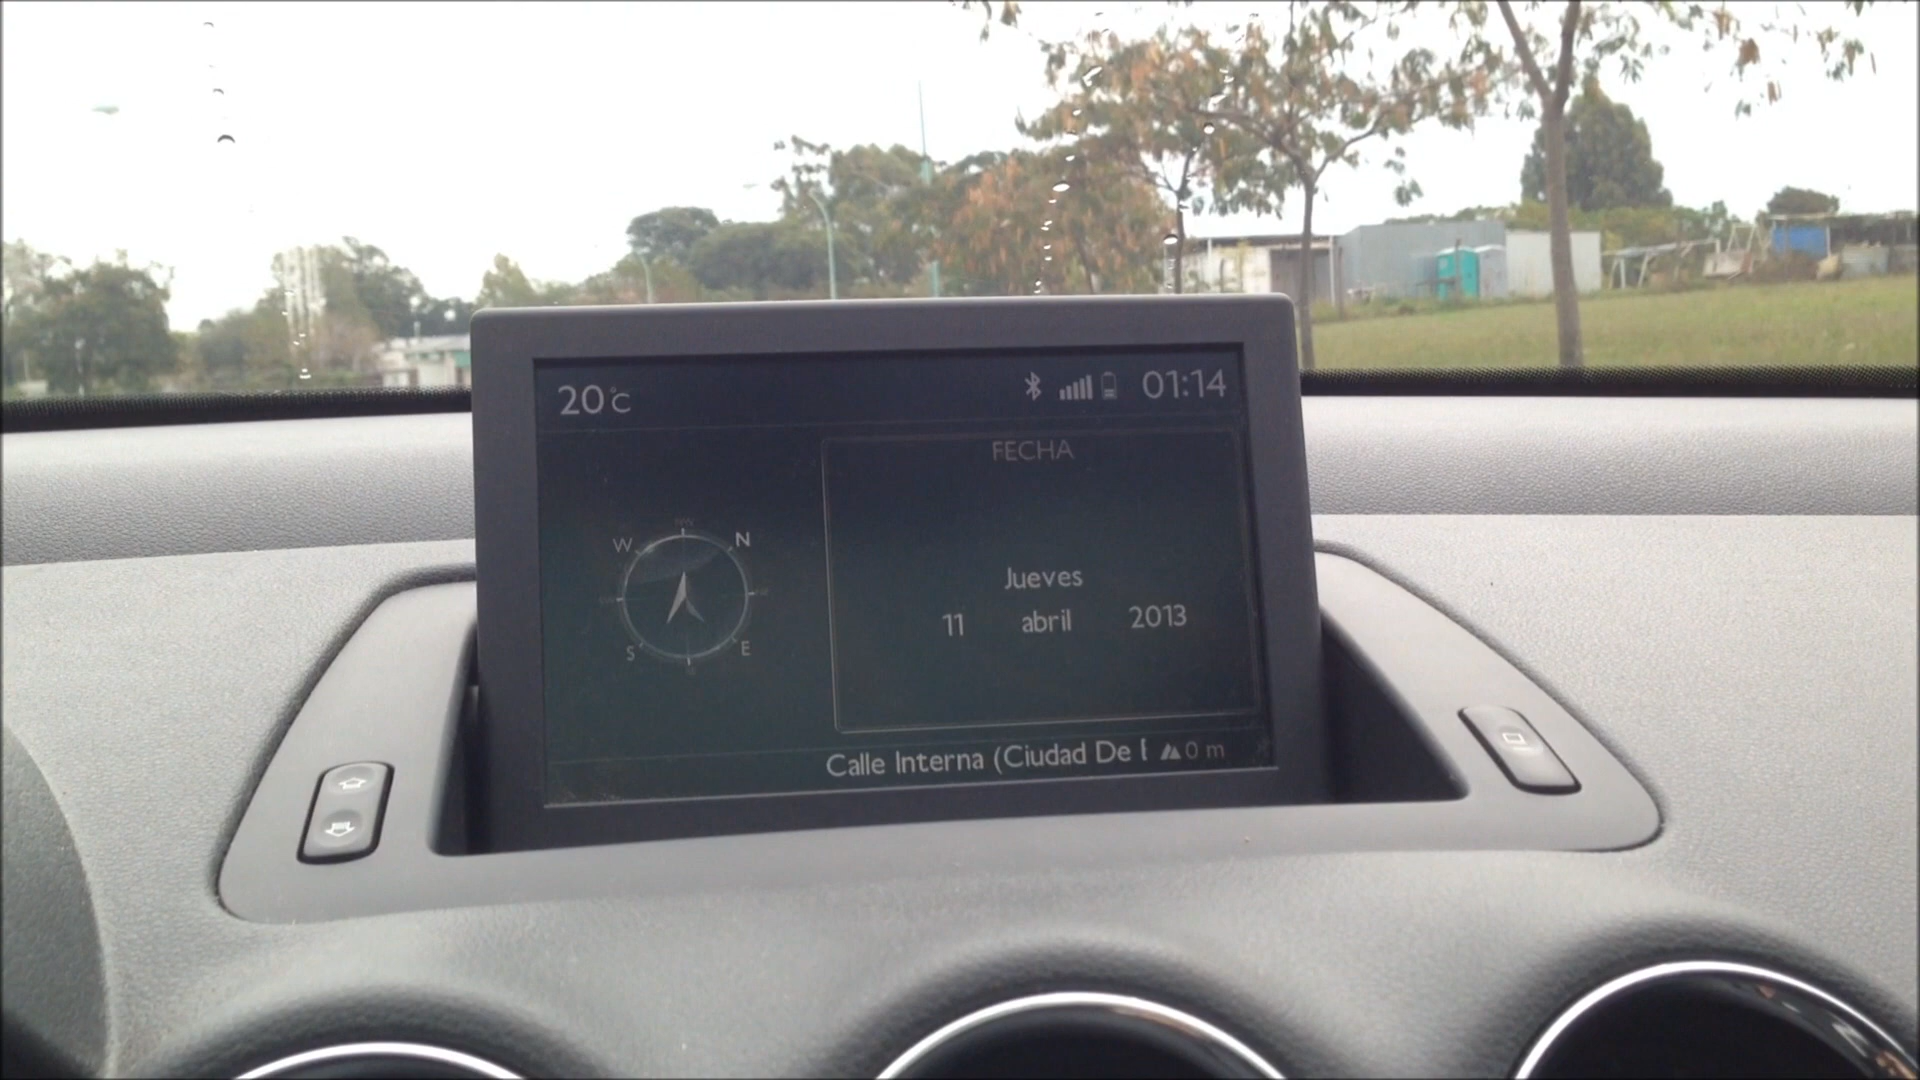 20°C 01:14
FECHA
W N
Jueves
11 abril 2013
S E
Calle Interna (Ciudad De 0 m